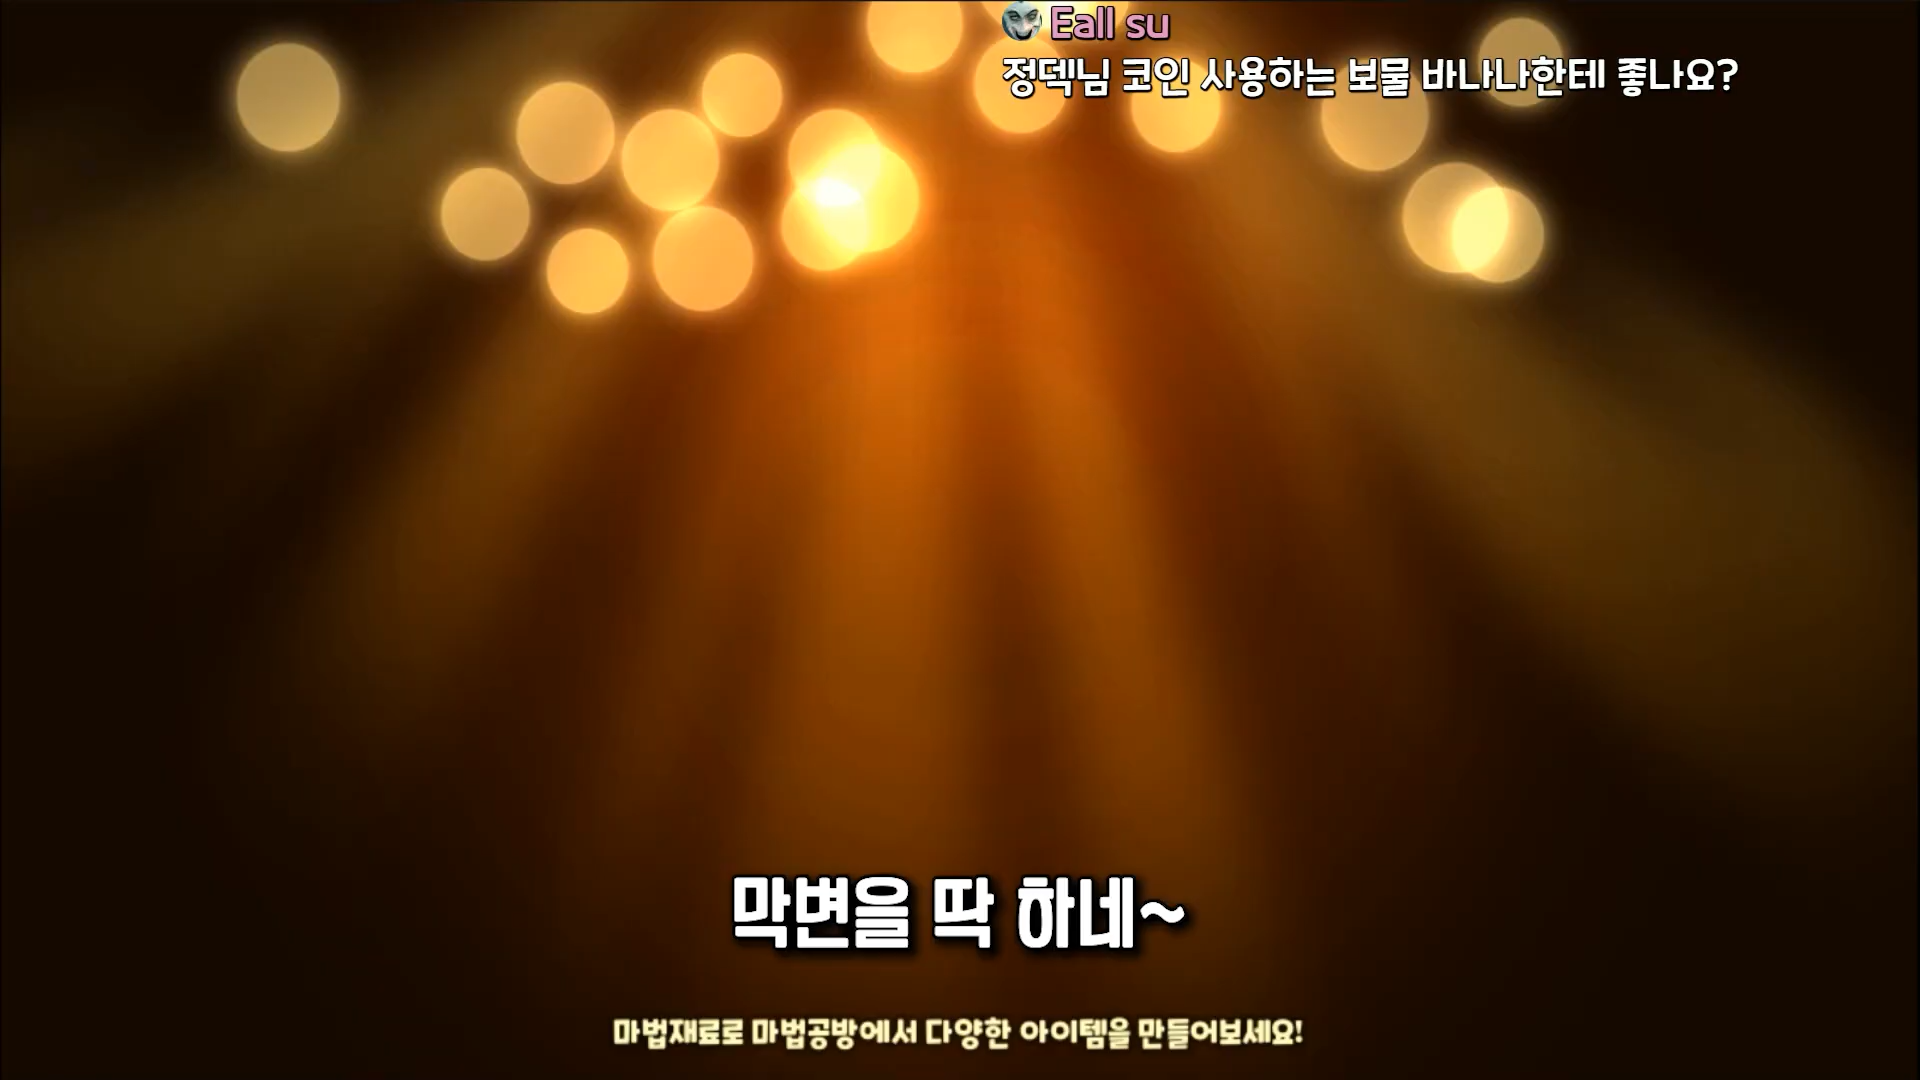 Eall su
정덱님 코인 사용하는 보물 바나나한테 좋나요?
막변을 딱 하네~
마법재료로 마법공방에서 다양한 아이템을 만들어보세요!